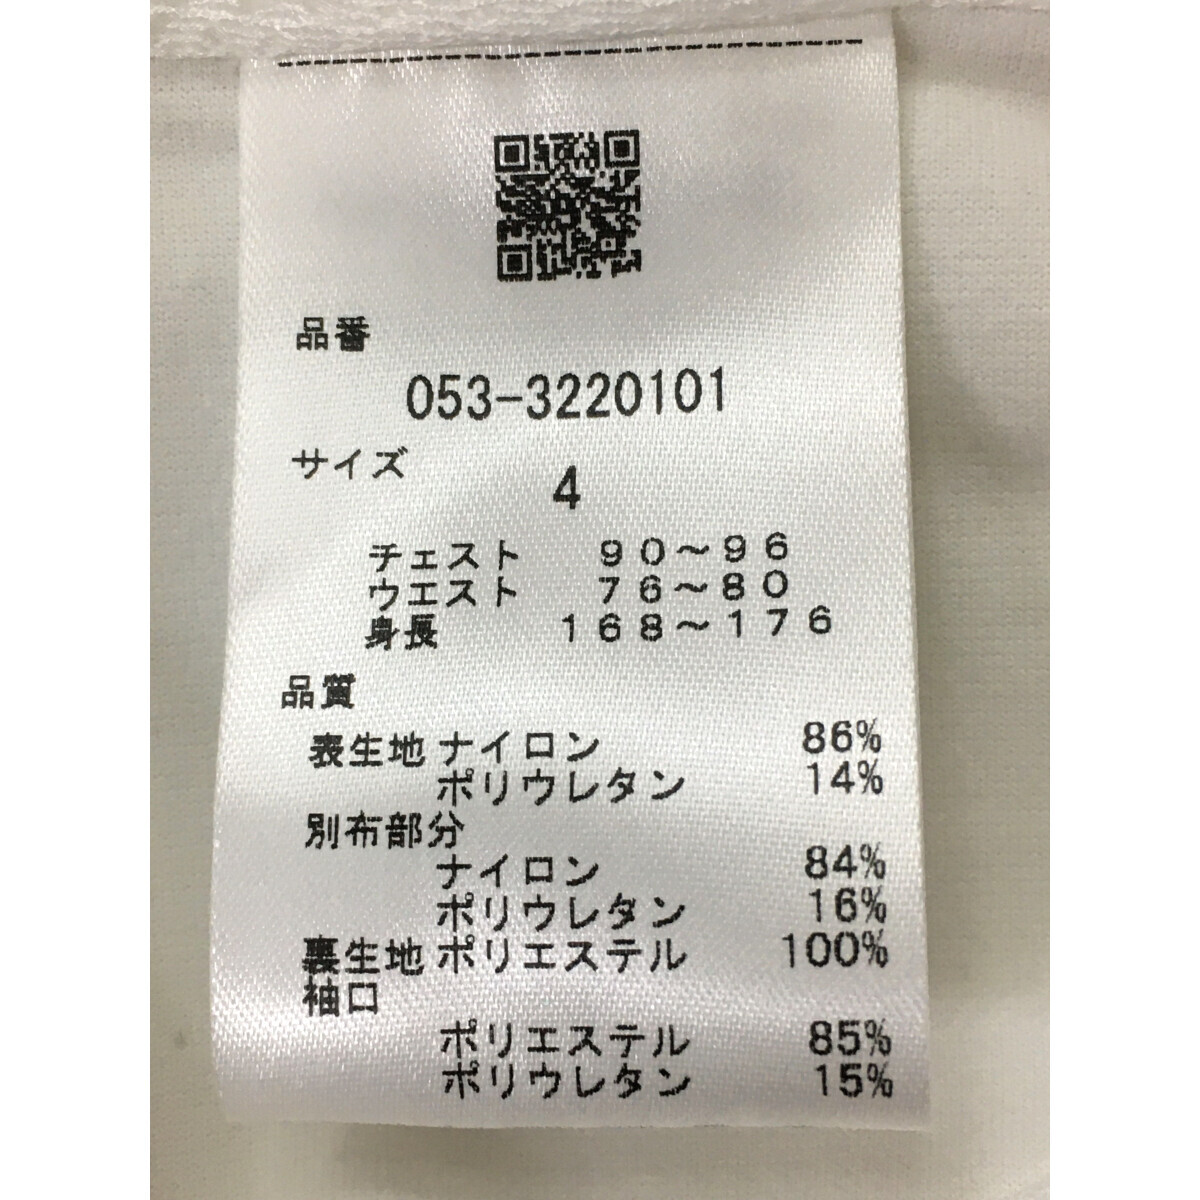 品番
053-3220101
サイズ
4
チェスト 90～96
ウエスト 76～80
身長 168～176
品質
表生地 ナイロン 86%
ポリウレタン 14%
別布部分
ナイロン 84%
ポリウレタン 16%
裏生地 ポリエステル 100%
袖口
ポリエステル 85%
ポリウレタン 15%